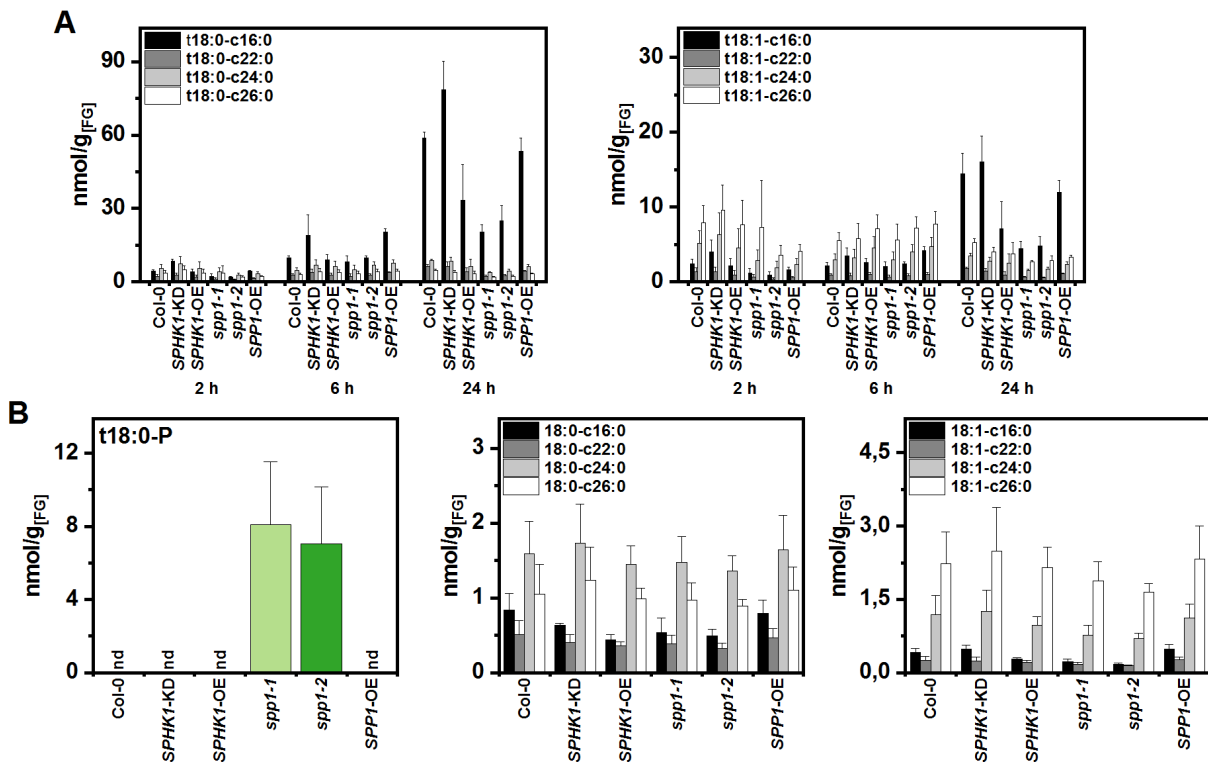 A
nmol/g[FG]
90
60
30
0
t18:0-c16:0
t18:0-c22:0
t18:0-c24:0
t18:0-c26:0
Col-0
SPHK1-KD
SPHK1-OE
spp1-1
spp1-2
SPP1-OE
Col-0
SPHK1-KD
SPHK1-OE
spp1-1
spp1-2
SPP1-OE
Col-0
SPHK1-KD
SPHK1-OE
spp1-1
spp1-2
SPP1-OE
2 h
6 h
24 h
nmol/g[FG]
30
20
10
0
t18:1-c16:0
t18:1-c22:0
t18:1-c24:0
t18:1-c26:0
Col-0
SPHK1-KD
SPHK1-OE
spp1-1
spp1-2
SPP1-OE
Col-0
SPHK1-KD
SPHK1-OE
spp1-1
spp1-2
SPP1-OE
Col-0
SPHK1-KD
SPHK1-OE
spp1-1
spp1-2
SPP1-OE
2 h
6 h
24 h
B
nmol/g[FG]
12
8
4
0
t18:0-P
nd
nd
nd
nd
Col-0
SPHK1-KD
SPHK1-OE
spp1-1
spp1-2
SPP1-OE
nmol/g[FG]
3
2
1
0
18:0-c16:0
18:0-c22:0
18:0-c24:0
18:0-c26:0
Col-0
SPHK1-KD
SPHK1-OE
spp1-1
spp1-2
SPP1-OE
nmol/g[FG]
4,5
3,0
1,5
0,0
18:1-c16:0
18:1-c22:0
18:1-c24:0
18:1-c26:0
Col-0
SPHK1-KD
SPHK1-OE
spp1-1
spp1-2
SPP1-OE